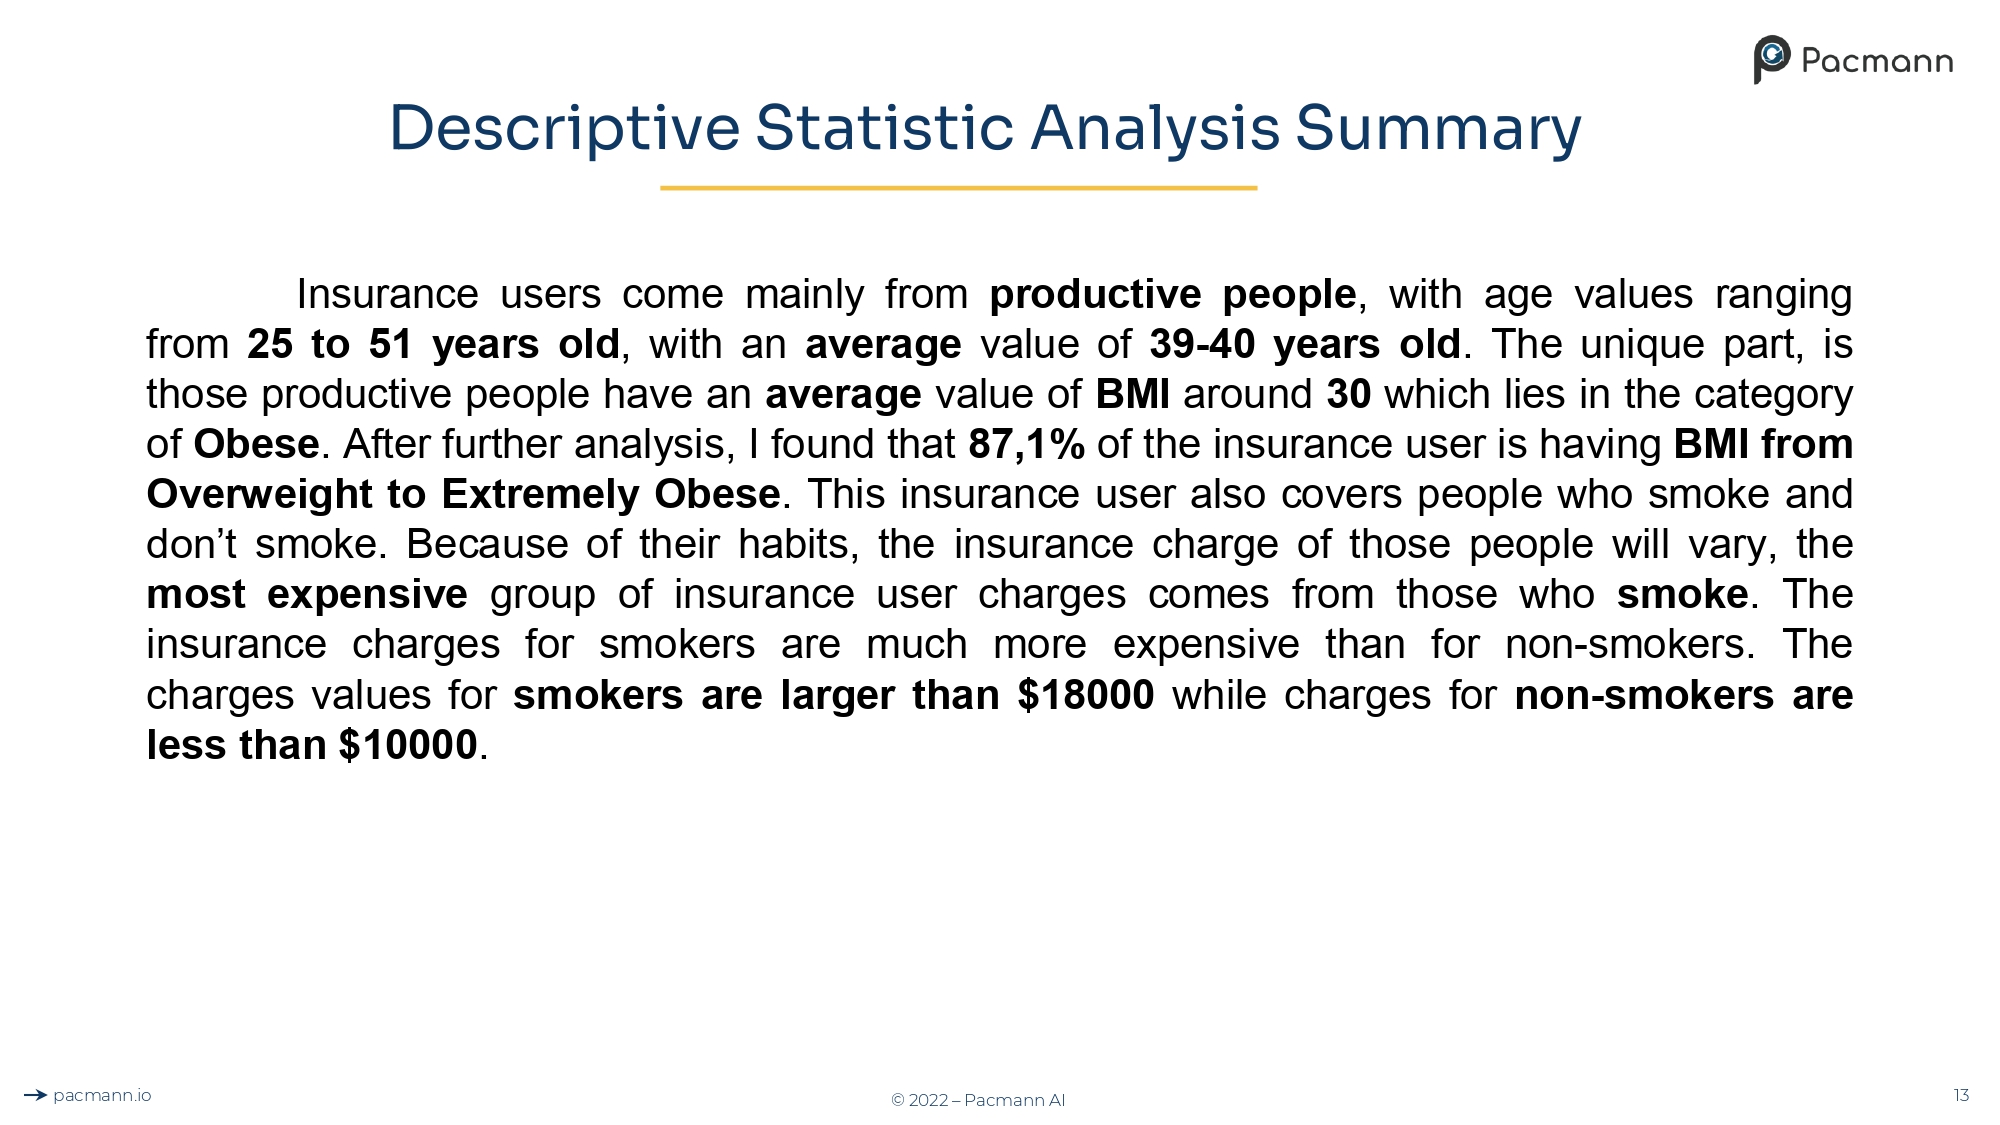 Pacmann
Descriptive Statistic Analysis Summary
Insurance users come mainly from productive people, with age values ranging
from 25 to 51 years old, with an average value of 39-40 years old. The unique part, is
those productive people have an average value of BMI around 30 which lies in the category
of Obese. After further analysis, I found that 87,1% of the insurance user is having BMI from
Overweight to Extremely Obese. This insurance user also covers people who smoke and
don’t smoke. Because of their habits, the insurance charge of those people will vary, the
most expensive group of insurance user charges comes from those who smoke. The
insurance charges for smokers are much more expensive than for non-smokers. The
charges values for smokers are larger than $18000 while charges for non-smokers are
less than $10000.
pacmann.io
© 2022 – Pacmann AI
13